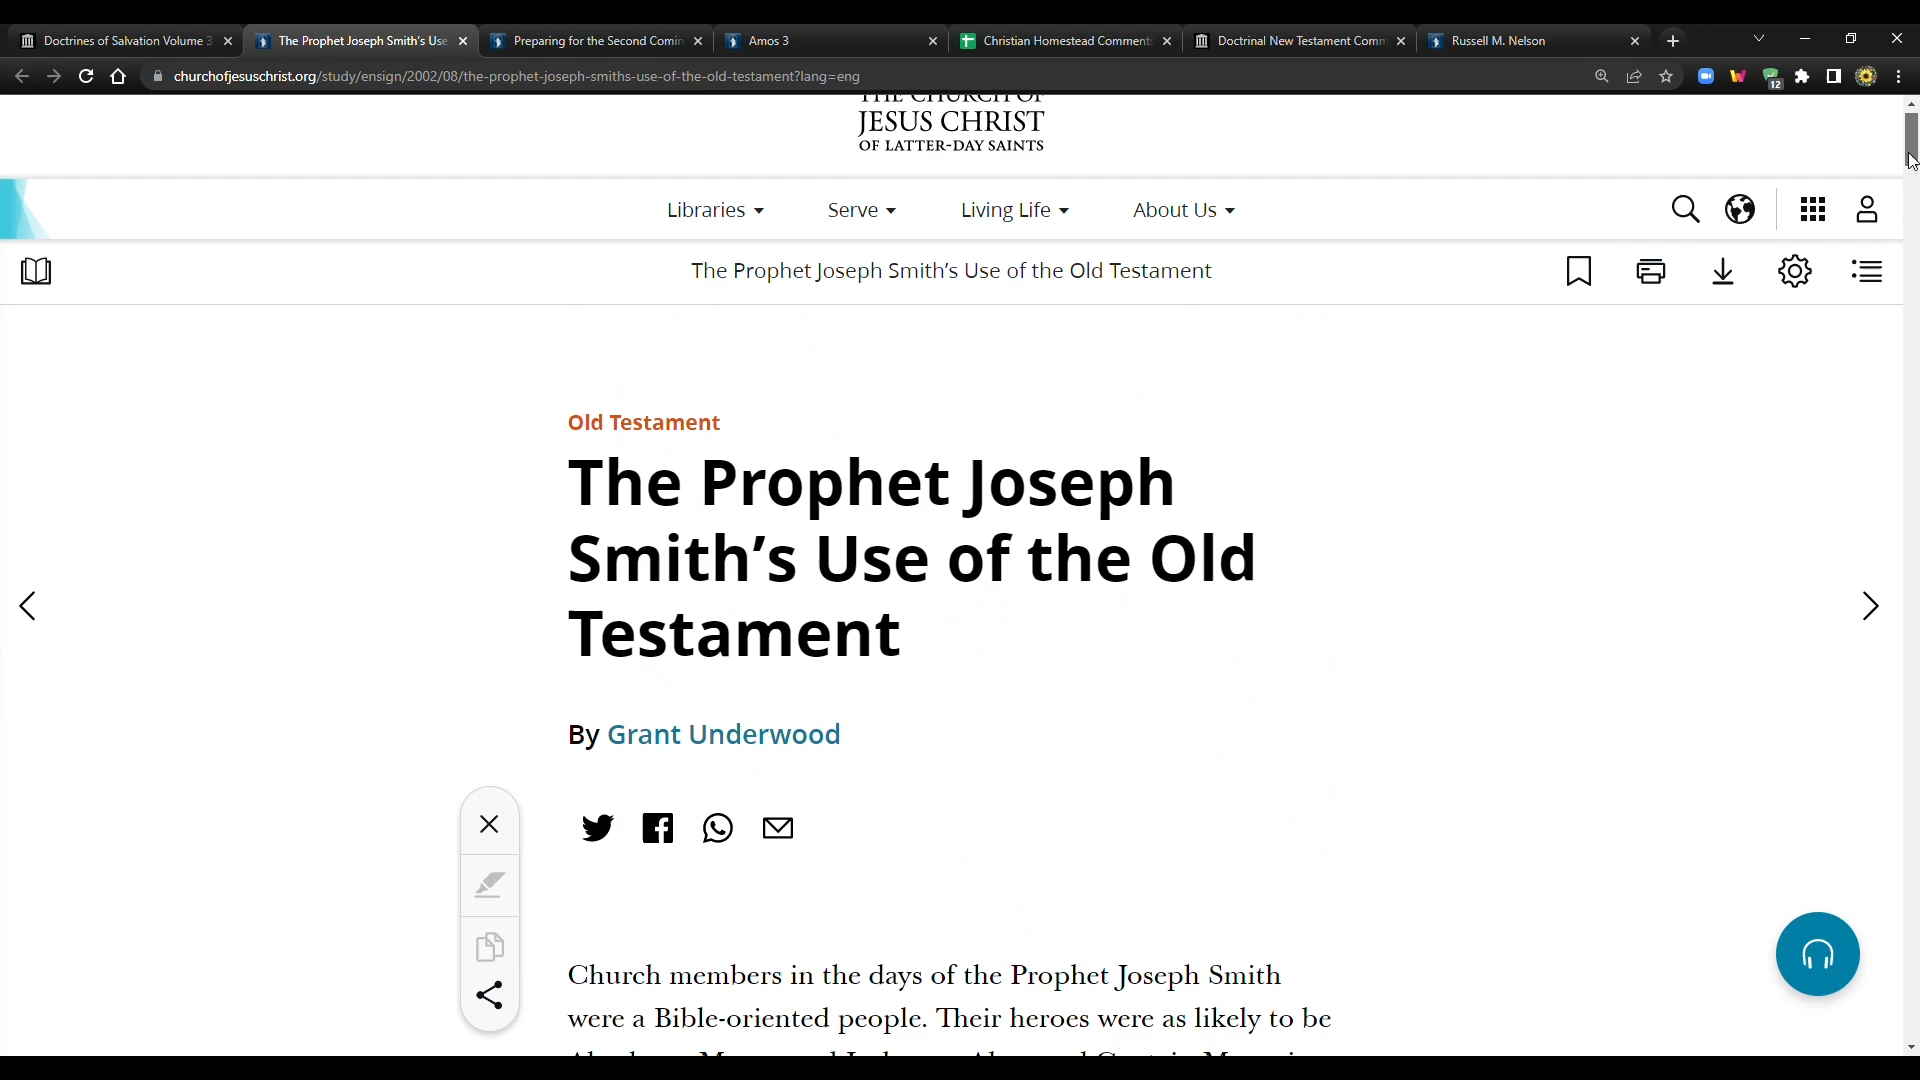 Doctrines of Salvation Volume 3
The Prophet Joseph Smith's Use
Preparing for the Second Comin
Amos 3
Christian Homestead Comments
Doctrinal New Testament Comm
Russell M. Nelson
churchofjesuschrist.org/study/ensign/2002/08/the-prophet-joseph-smiths-use-of-the-old-testament?lang=eng
12
THE CHURCH OF
JESUS CHRIST
OF LATTER-DAY SAINTS
Libraries
Serve
Living Life
About Us
The Prophet Joseph Smith's Use of the Old Testament
Old Testament
The Prophet Joseph
Smith's Use of the Old
Testament
By Grant Underwood
Church members in the days of the Prophet Joseph Smith
were a Bible-oriented people. Their heroes were as likely to be